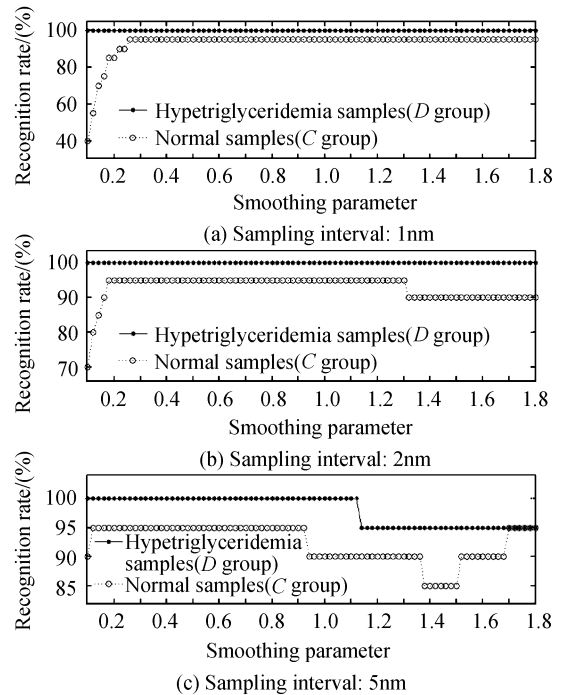 Recognition rate/(%)
100
80
60
40
Hypetriglyceridemia samples(D group)
Normal samples(C group)
0.2 0.4 0.6 0.8 1.0 1.2 1.4 1.6 1.8
Smoothing parameter
(a) Sampling interval: 1nm
Recognition rate/(%)
100
90
80
70
Hypetriglyceridemia samples(D group)
Normal samples(C group)
0.2 0.4 0.6 0.8 1.0 1.2 1.4 1.6 1.8
Smoothing parameter
(b) Sampling interval: 2nm
Recognition rate/(%)
100
95
90
85
Hypetriglyceridemia
samples(D group)
Normal samples(C group)
0.2 0.4 0.6 0.8 1.0 1.2 1.4 1.6 1.8
Smoothing parameter
(c) Sampling interval: 5nm